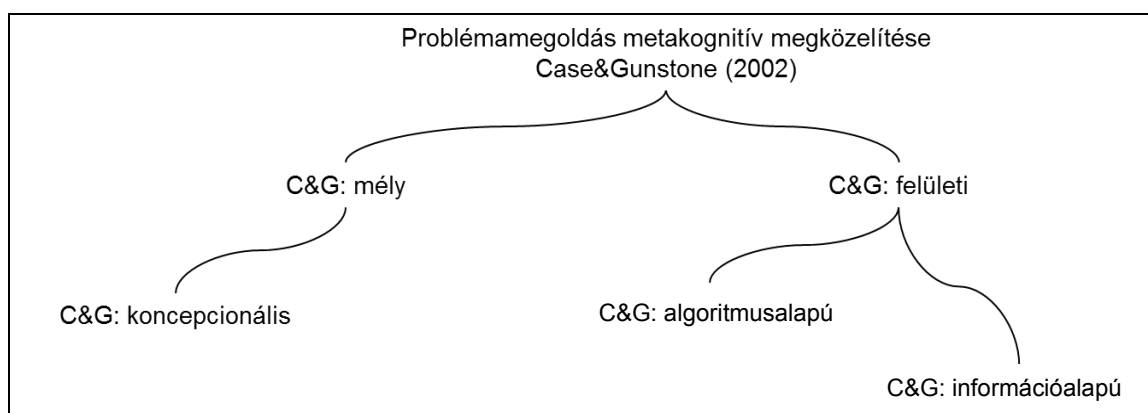 Problémamegoldás metakognitív megközelítése
Case&Gunstone (2002)
C&G: mély
C&G: felületi
C&G: koncepcionális
C&G: algoritmusalapú
C&G: információalapú